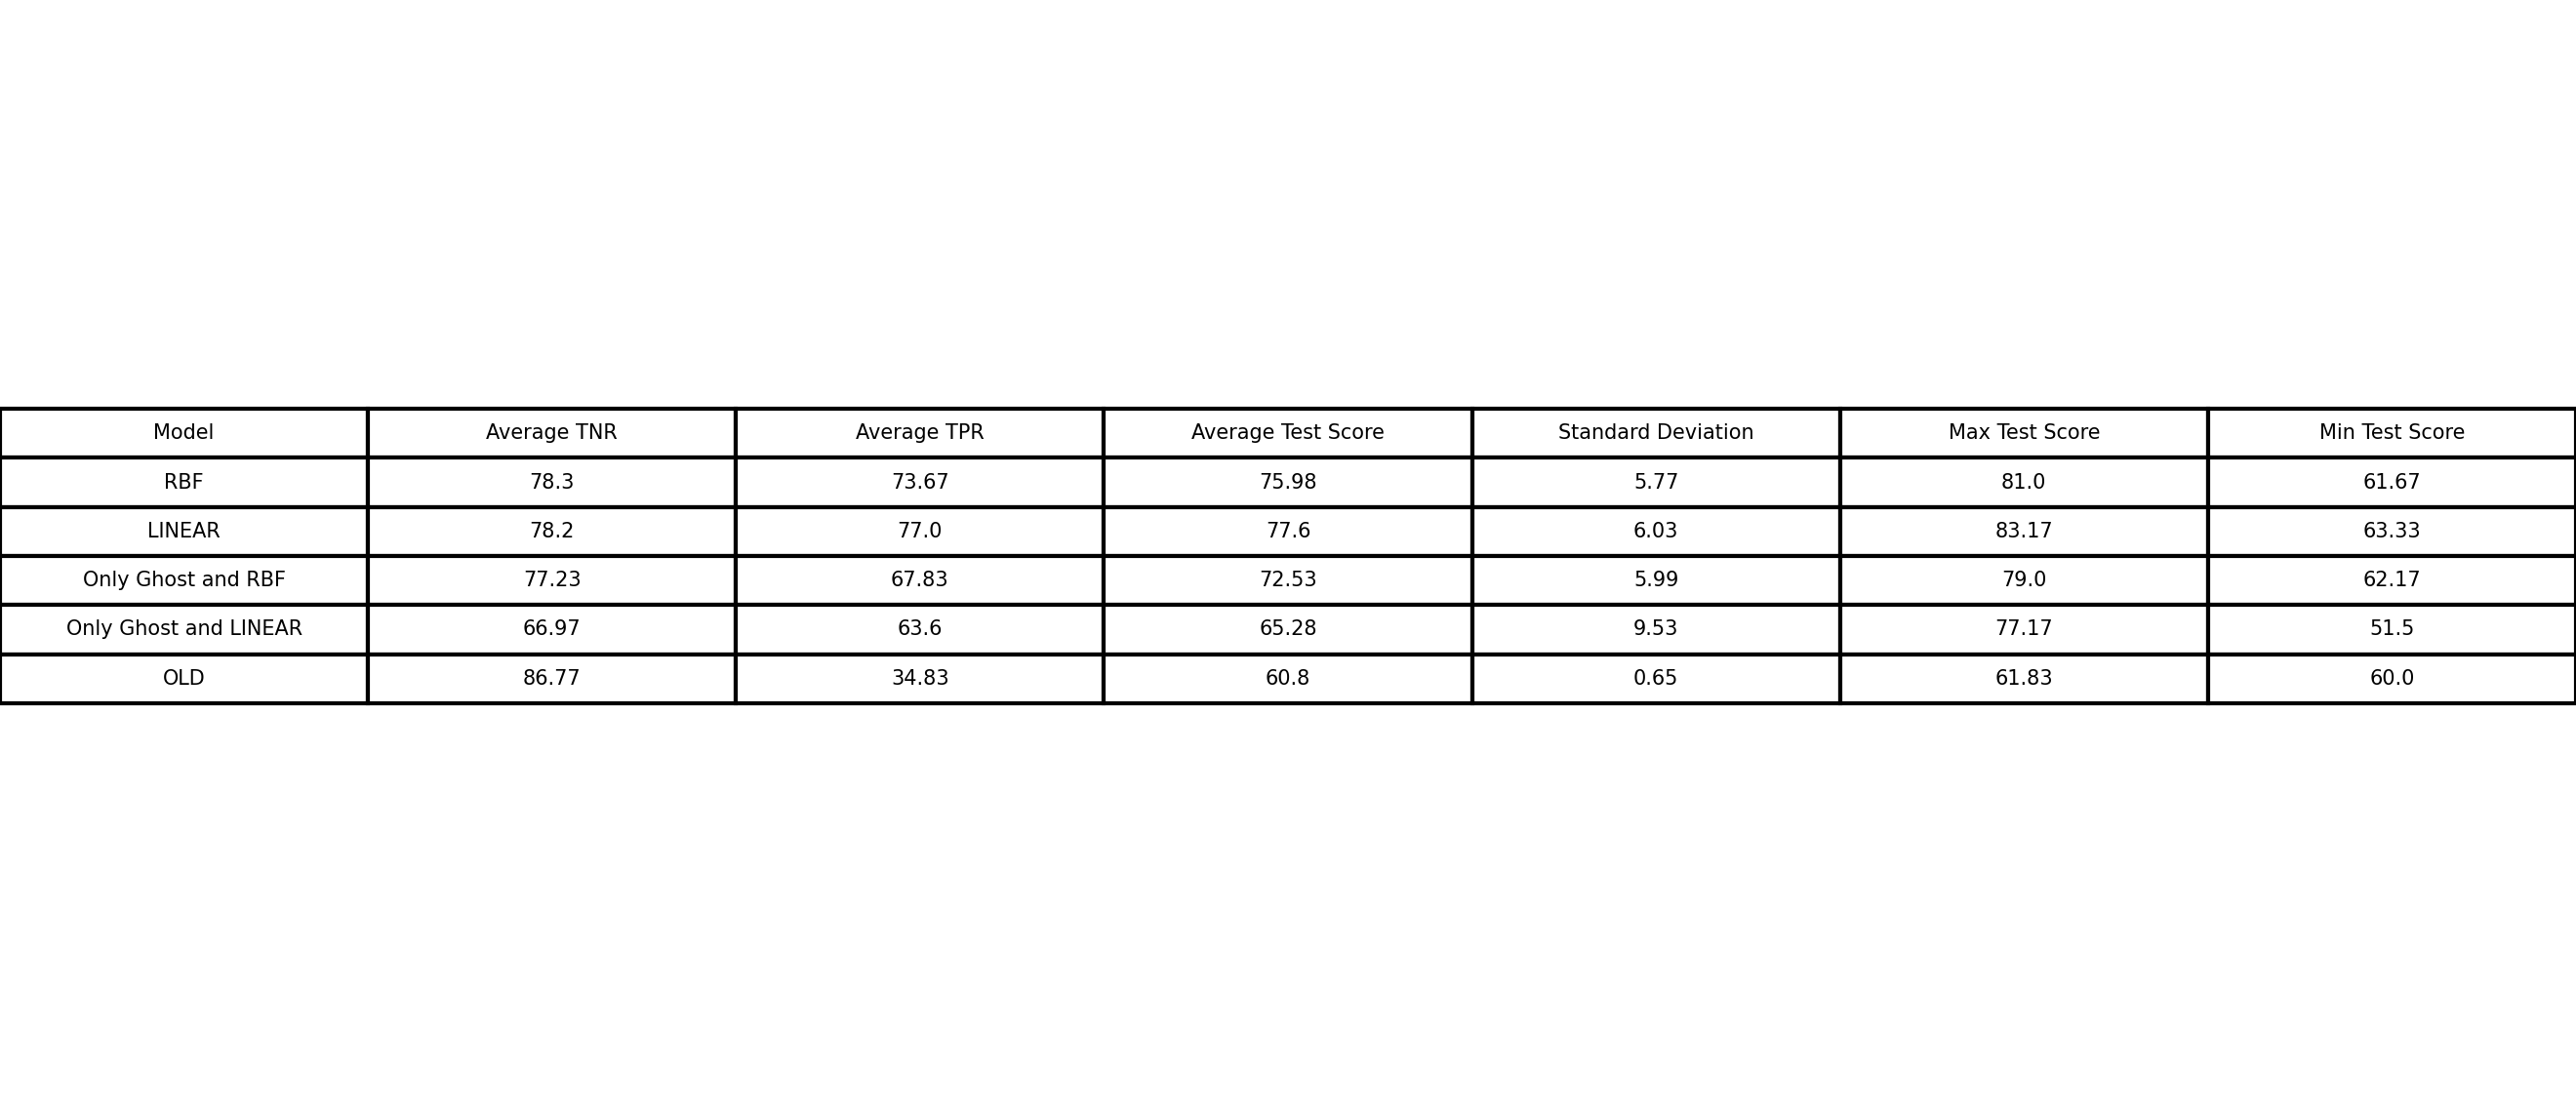 Model Average TNR Average TPR Average Test Score Standard Deviation Max Test Score Min Test Score
RBF 78.3 73.67 75.98 5.77 81.0 61.67
LINEAR 78.2 77.0 77.6 6.03 83.17 63.33
Only Ghost and RBF 77.23 67.83 72.53 5.99 79.0 62.17
Only Ghost and LINEAR 66.97 63.6 65.28 9.53 77.17 51.5
OLD 86.77 34.83 60.8 0.65 61.83 60.0